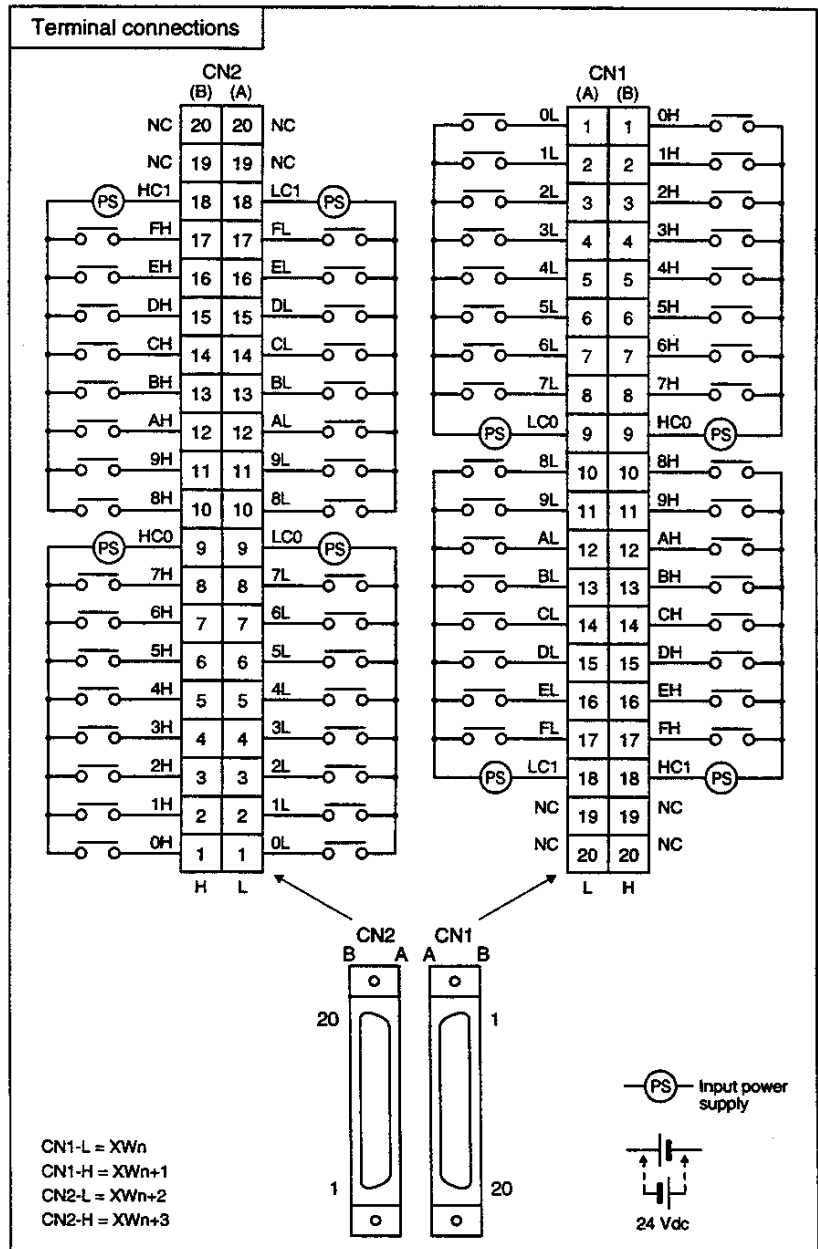 Terminal connections
CN2
(B) (A)
NC 20 20 NC
NC 19 19 NC
PS HC1 18 18 LC1 PS
FH 17 17 FL
EH 16 16 EL
DH 15 15 DL
CH 14 14 CL
BH 13 13 BL
AH 12 12 AL
9H 11 11 9L
8H 10 10 8L
PS HC0 9 9 LC0 PS
7H 8 8 7L
6H 7 7 6L
5H 6 6 5L
4H 5 5 4L
3H 4 4 3L
2H 3 3 2L
1H 2 2 1L
0H 1 1 0L
H L
CN1
(A) (B)
0L 1 1 0H
1L 2 2 1H
2L 3 3 2H
3L 4 4 3H
4L 5 5 4H
5L 6 6 5H
6L 7 7 6H
7L 8 8 7H
PS LC0 9 9 HC0 PS
8L 10 10 8H
9L 11 11 9H
AL 12 12 AH
BL 13 13 BH
CL 14 14 CH
DL 15 15 DH
EL 16 16 EH
FL 17 17 FH
PS LC1 18 18 HC1 PS
NC 19 19 NC
NC 20 20 NC
L H
CN2 CN1
B A A B
20 1
1 20
CN1-L = XWn
CN1-H = XWn+1
CN2-L = XWn+2
CN2-H = XWn+3
PS Input power
supply
24 Vdc